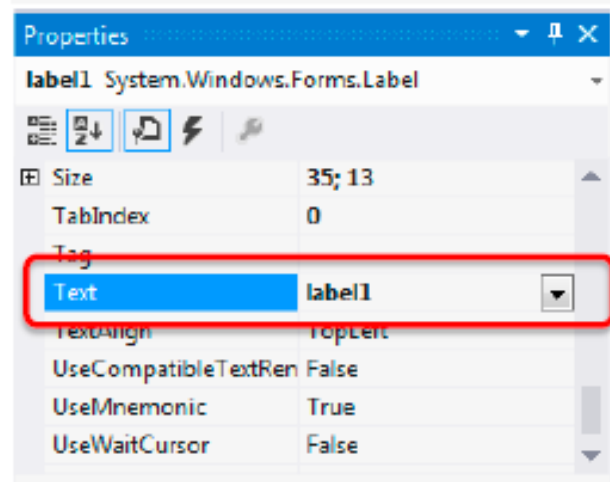 Properties
label1 System.Windows.Forms.Label
Size 35; 13
TabIndex 0
Tag
Text label1
TextAlign TopLeft
UseCompatibleTextRen False
UseMnemonic True
UseWaitCursor False